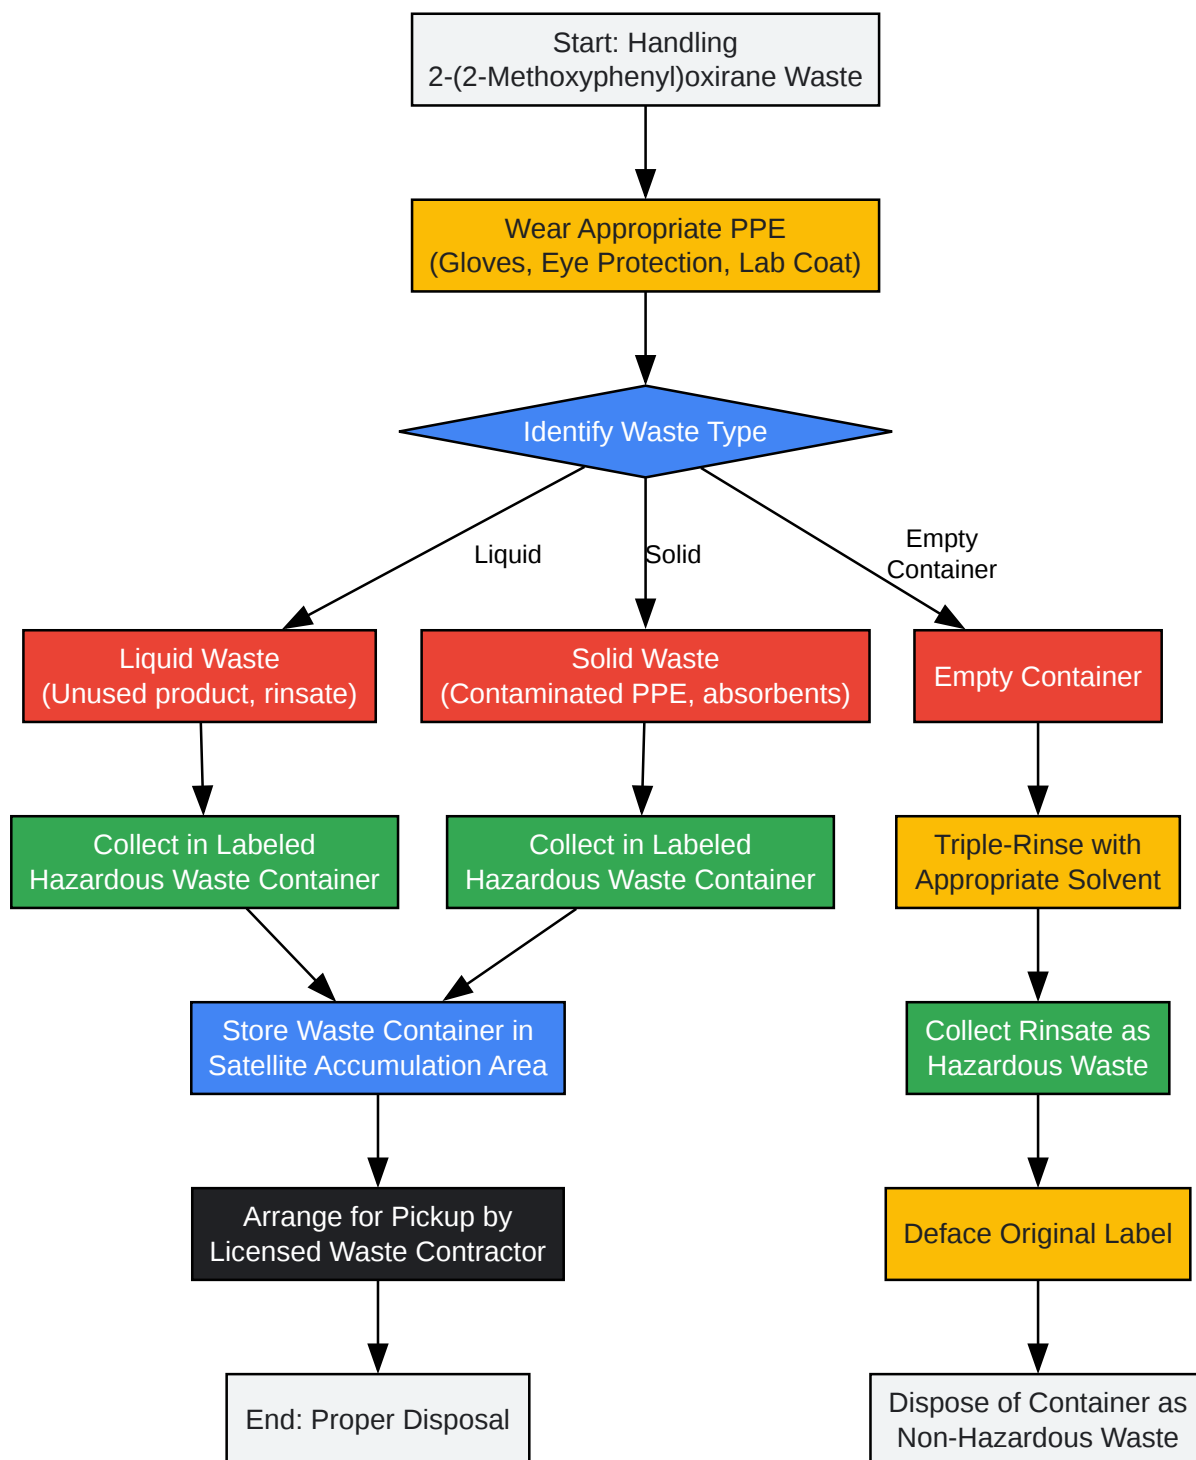 Start: Handling
2-(2-Methoxyphenyl)oxirane Waste
Wear Appropriate PPE
(Gloves, Eye Protection, Lab Coat)
Identify Waste Type
Liquid
Solid
Empty
Container
Liquid Waste
(Unused product, rinsate)
Solid Waste
(Contaminated PPE, absorbents)
Empty Container
Collect in Labeled
Hazardous Waste Container
Collect in Labeled
Hazardous Waste Container
Triple-Rinse with
Appropriate Solvent
Store Waste Container in
Satellite Accumulation Area
Collect Rinsate as
Hazardous Waste
Arrange for Pickup by
Licensed Waste Contractor
Deface Original Label
End: Proper Disposal
Dispose of Container as
Non-Hazardous Waste